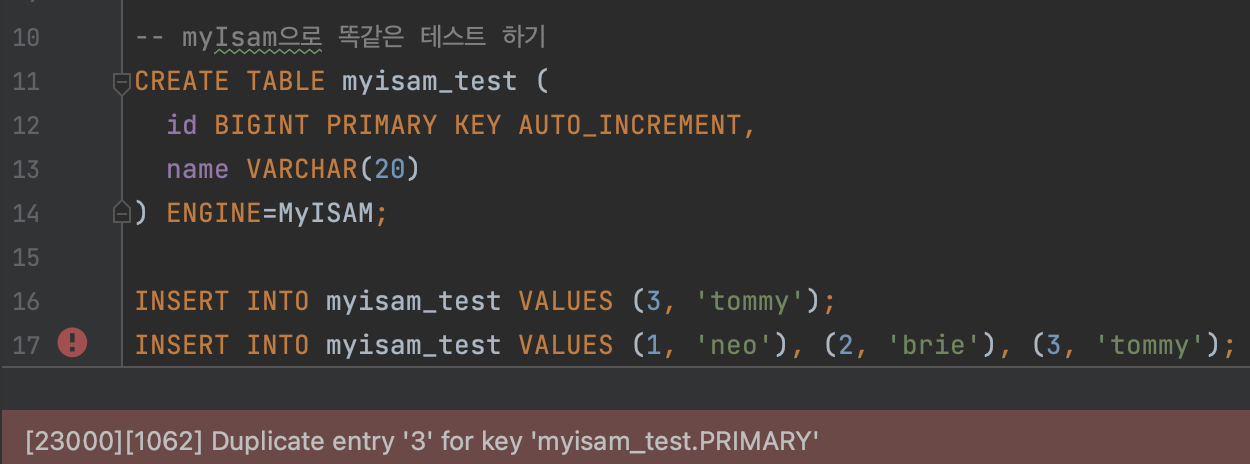 10 -- myIsam으로 똑같은 테스트 하기
11 CREATE TABLE myisam_test (
12 id BIGINT PRIMARY KEY AUTO_INCREMENT,
13 name VARCHAR(20)
14 ) ENGINE=MyISAM;
15
16 INSERT INTO myisam_test VALUES (3, 'tommy');
17 INSERT INTO myisam_test VALUES (1, 'neo'), (2, 'brie'), (3, 'tommy');
[23000][1062] Duplicate entry '3' for key 'myisam_test.PRIMARY'